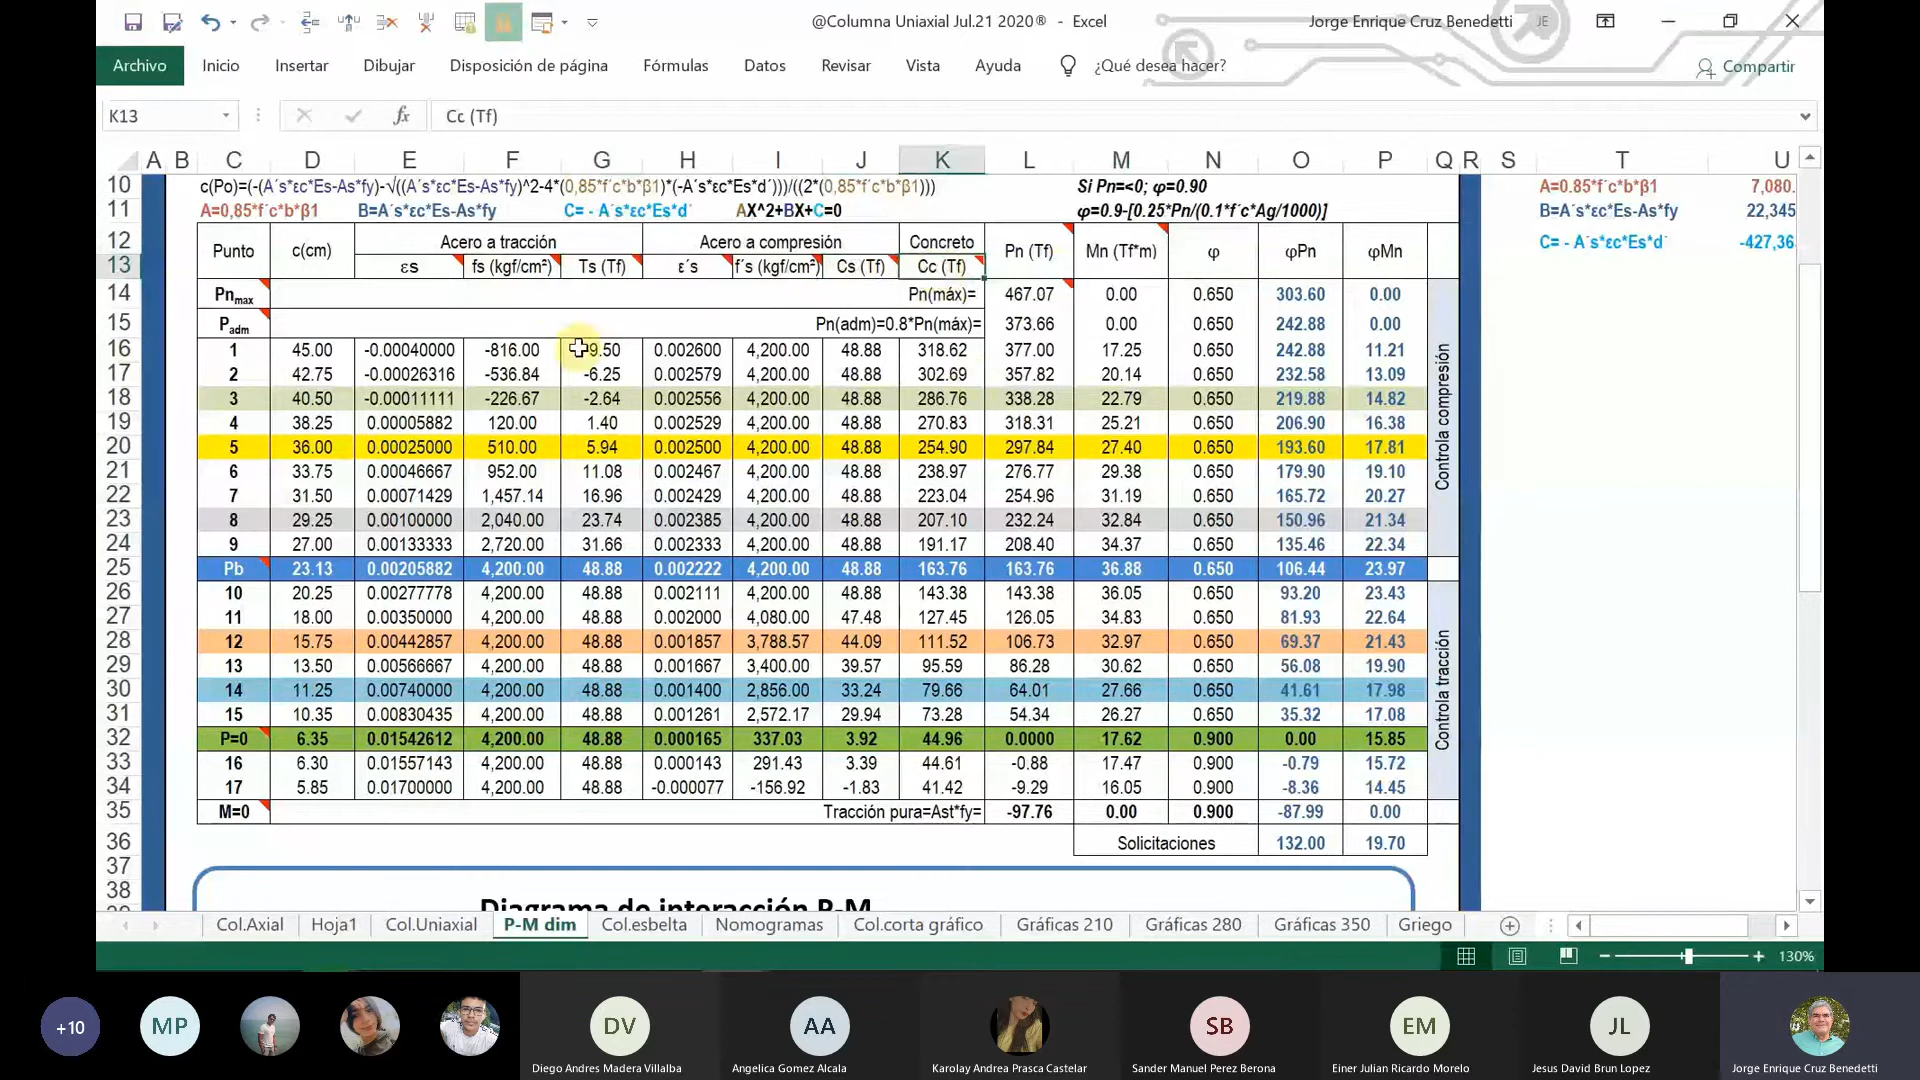 @Columna Uniaxial Jul.21 2020® - Excel
Jorge Enrique Cruz Benedetti JE
Archivo Inicio Insertar Dibujar Disposición de página Fórmulas Datos Revisar Vista Ayuda ¿Qué desea hacer? Compartir
K13 fx Cc (Tf)
A B C D E F G H I J K L M N O P Q R S T U
10 c(Po)=(-(A´s*εc*Es-As*fy)-√((A´s*εc*Es-As*fy)^2-4*(0,85*f´c*b*β1)*(-A´s*εc*Es*d´)))/((2*(0,85*f´c*b*β1))) Si Pn=<0; φ=0.90 A=0.85*f´c*b*β1 7,080.
11 A=0,85*f´c*b*β1 B=A´s*εc*Es-As*fy C= - A´s*εc*Es*d´ AX^2+BX+C=0 φ=0.9-[0.25*Pn/(0.1*f´c*Ag/1000)] B=A´s*εc*Es-As*fy 22,345
12 Punto c(cm) Acero a tracción Acero a compresión Concreto Pn (Tf) Mn (Tf*m) φ φPn φMn C= - A´s*εc*Es*d´ -427,36
13 εs fs (kgf/cm²) Ts (Tf) ε´s f´s (kgf/cm²) Cs (Tf) Cc (Tf)
14 Pnmax Pn(máx)= 467.07 0.00 0.650 303.60 0.00
15 Padm Pn(adm)=0.8*Pn(máx)= 373.66 0.00 0.650 242.88 0.00
16 1 45.00 -0.00040000 -816.00 9.50 0.002600 4,200.00 48.88 318.62 377.00 17.25 0.650 242.88 11.21
17 2 42.75 -0.00026316 -536.84 -6.25 0.002579 4,200.00 48.88 302.69 357.82 20.14 0.650 232.58 13.09
18 3 40.50 -0.00011111 -226.67 -2.64 0.002556 4,200.00 48.88 286.76 338.28 22.79 0.650 219.88 14.82
19 4 38.25 0.00005882 120.00 1.40 0.002529 4,200.00 48.88 270.83 318.31 25.21 0.650 206.90 16.38
20 5 36.00 0.00025000 510.00 5.94 0.002500 4,200.00 48.88 254.90 297.84 27.40 0.650 193.60 17.81
21 6 33.75 0.00046667 952.00 11.08 0.002467 4,200.00 48.88 238.97 276.77 29.38 0.650 179.90 19.10
22 7 31.50 0.00071429 1,457.14 16.96 0.002429 4,200.00 48.88 223.04 254.96 31.19 0.650 165.72 20.27
23 8 29.25 0.00100000 2,040.00 23.74 0.002385 4,200.00 48.88 207.10 232.24 32.84 0.650 150.96 21.34
24 9 27.00 0.00133333 2,720.00 31.66 0.002333 4,200.00 48.88 191.17 208.40 34.37 0.650 135.46 22.34
Controla compresión
25 Pb 23.13 0.00205882 4,200.00 48.88 0.002222 4,200.00 48.88 163.76 163.76 36.88 0.650 106.44 23.97
26 10 20.25 0.00277778 4,200.00 48.88 0.002111 4,200.00 48.88 143.38 143.38 36.05 0.650 93.20 23.43
27 11 18.00 0.00350000 4,200.00 48.88 0.002000 4,080.00 47.48 127.45 126.05 34.83 0.650 81.93 22.64
28 12 15.75 0.00442857 4,200.00 48.88 0.001857 3,788.57 44.09 111.52 106.73 32.97 0.650 69.37 21.43
29 13 13.50 0.00566667 4,200.00 48.88 0.001667 3,400.00 39.57 95.59 86.28 30.62 0.650 56.08 19.90
30 14 11.25 0.00740000 4,200.00 48.88 0.001400 2,856.00 33.24 79.66 64.01 27.66 0.650 41.61 17.98
31 15 10.35 0.00830435 4,200.00 48.88 0.001261 2,572.17 29.94 73.28 54.34 26.27 0.650 35.32 17.08
32 P=0 6.35 0.01542612 4,200.00 48.88 0.000165 337.03 3.92 44.96 0.0000 17.62 0.900 0.00 15.85
33 16 6.30 0.01557143 4,200.00 48.88 0.000143 291.43 3.39 44.61 -0.88 17.47 0.900 -0.79 15.72
34 17 5.85 0.01700000 4,200.00 48.88 -0.000077 -156.92 -1.83 41.42 -9.29 16.05 0.900 -8.36 14.45
Controla tracción
35 M=0 Tracción pura=Ast*fy= -97.76 0.00 0.900 -87.99 0.00
36 Solicitaciones 132.00 19.70
37
38
Diagrama de interacción P-M
Col.Axial Hoja1 Col.Uniaxial P-M dim Col.esbelta Nomogramas Col.corta gráfico Gráficas 210 Gráficas 280 Gráficas 350 Griego
130%
+10 MP DV AA SB EM JL
Diego Andres Madera Villalba Angelica Gomez Alcala Karolay Andrea Prasca Castelar Sander Manuel Perez Berona Einer Julian Ricardo Morelo Jesus David Brun Lopez Jorge Enrique Cruz Benedetti